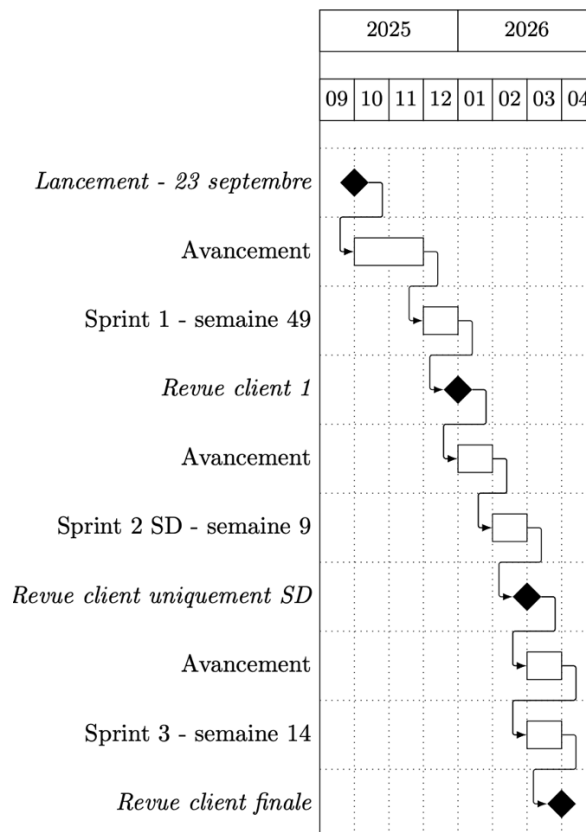 2025 2026
09 10 11 12 01 02 03 04
Lancement - 23 septembre
Avancement
Sprint 1 - semaine 49
Revue client 1
Avancement
Sprint 2 SD - semaine 9
Revue client uniquement SD
Avancement
Sprint 3 - semaine 14
Revue client finale